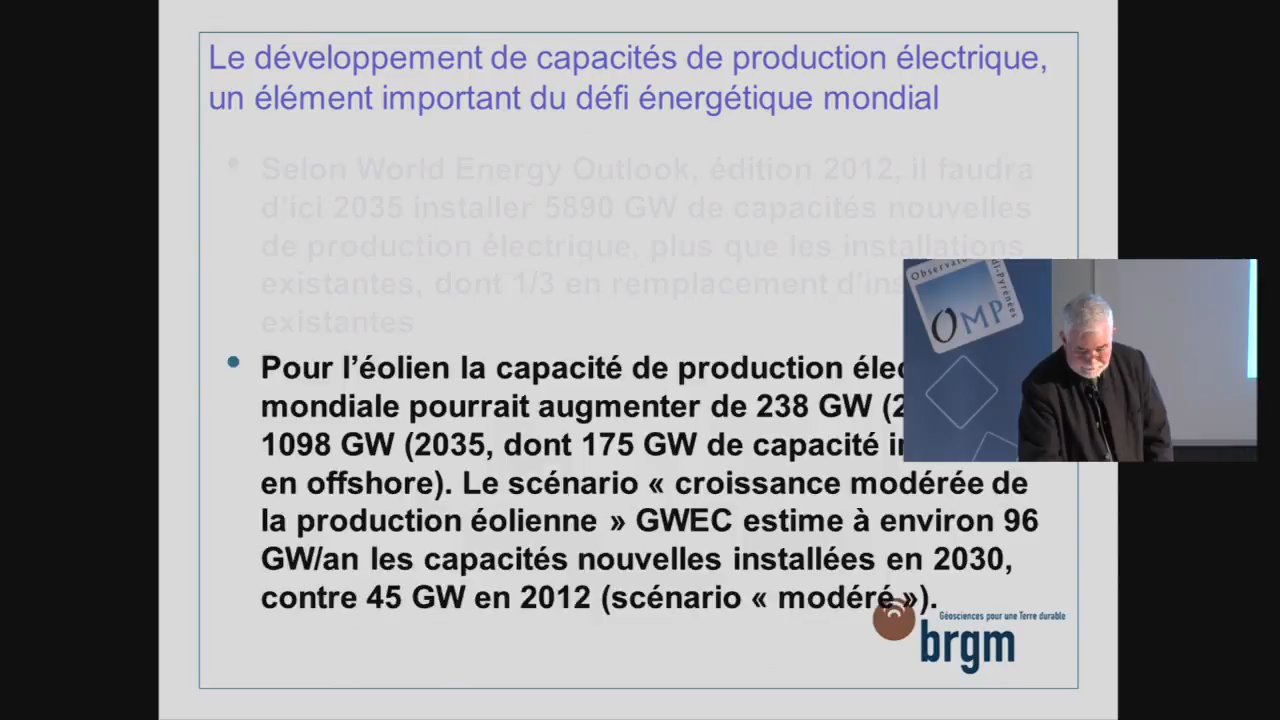 Le développement de capacités de production électrique,
un élément important du défi énergétique mondial
• Selon World Energy Outlook, édition 2012, il faudra
d'ici 2035 installer 5890 GW de capacités nouvelles
de production électrique, plus que les installations
existantes, dont 1/3 en remplacement
existantes
• Pour l'éolien la capacité de production
mondiale pourrait augmenter de 238 GW
1098 GW (2035, dont 175 GW de capacité
en offshore). Le scénario « croissance modérée de
la production éolienne » GWEC estime à environ 96
GW/an les capacités nouvelles installées en 2030,
contre 45 GW en 2012 (scénario « modéré »).
OMP
Géosciences pour une Terre durable
brgm